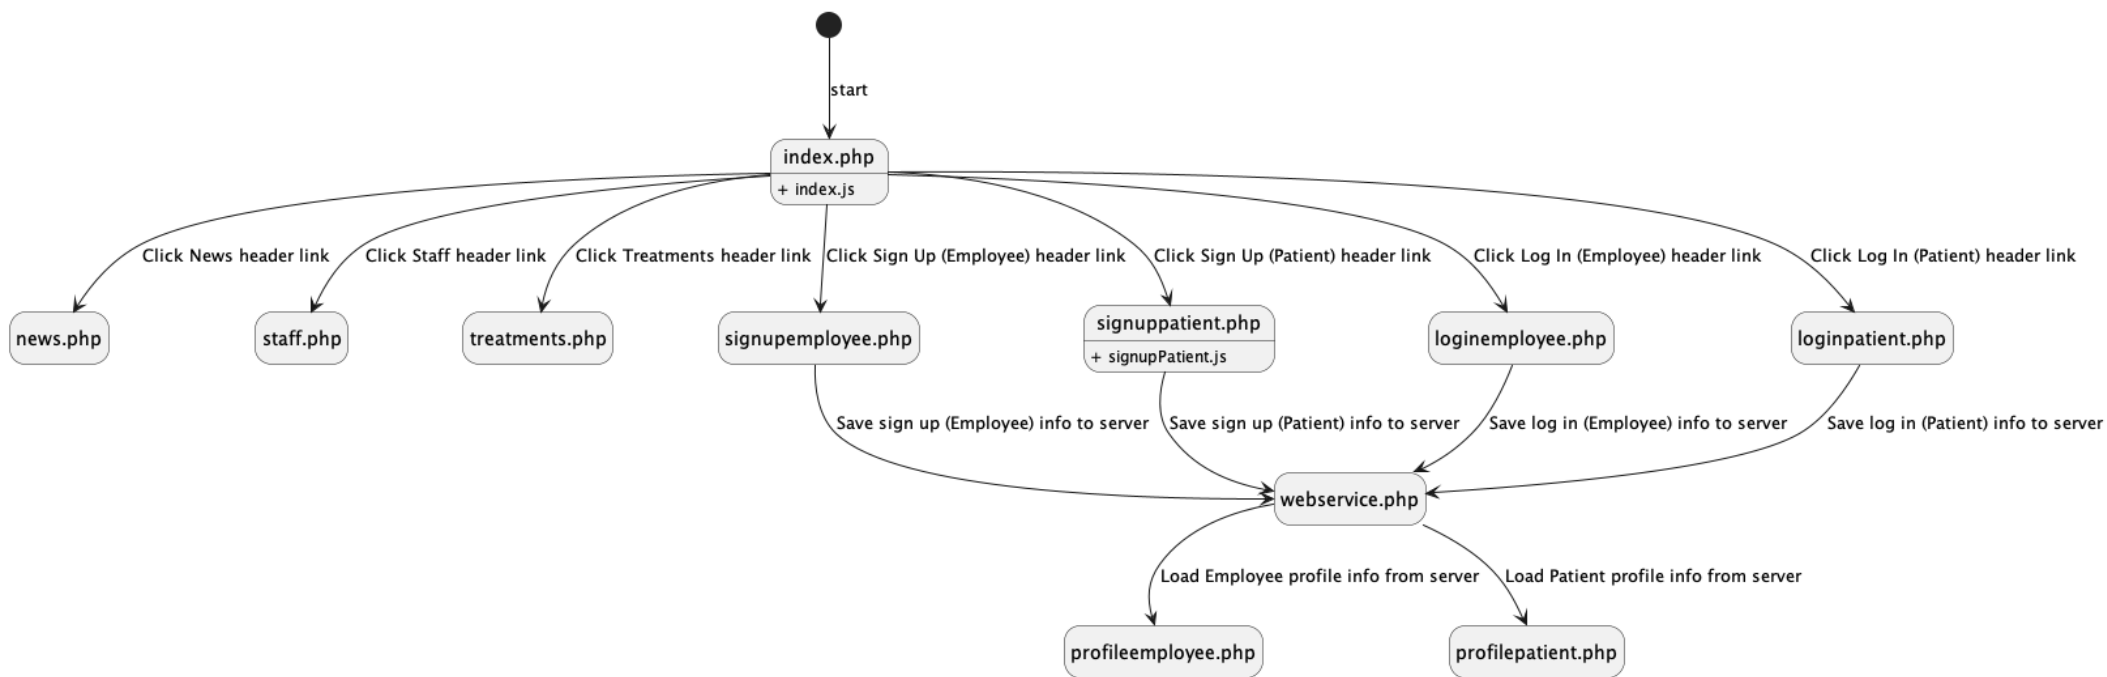 start
index.php
+ index.js
Click News header link
Click Staff header link
Click Treatments header link
Click Sign Up (Employee) header link
Click Sign Up (Patient) header link
Click Log In (Employee) header link
Click Log In (Patient) header link
news.php
staff.php
treatments.php
signupemployee.php
signuppatient.php
+ signupPatient.js
loginemployee.php
loginpatient.php
Save sign up (Employee) info to server
Save sign up (Patient) info to server
Save log in (Employee) info to server
Save log in (Patient) info to server
webservice.php
Load Employee profile info from server
Load Patient profile info from server
profileemployee.php
profilepatient.php